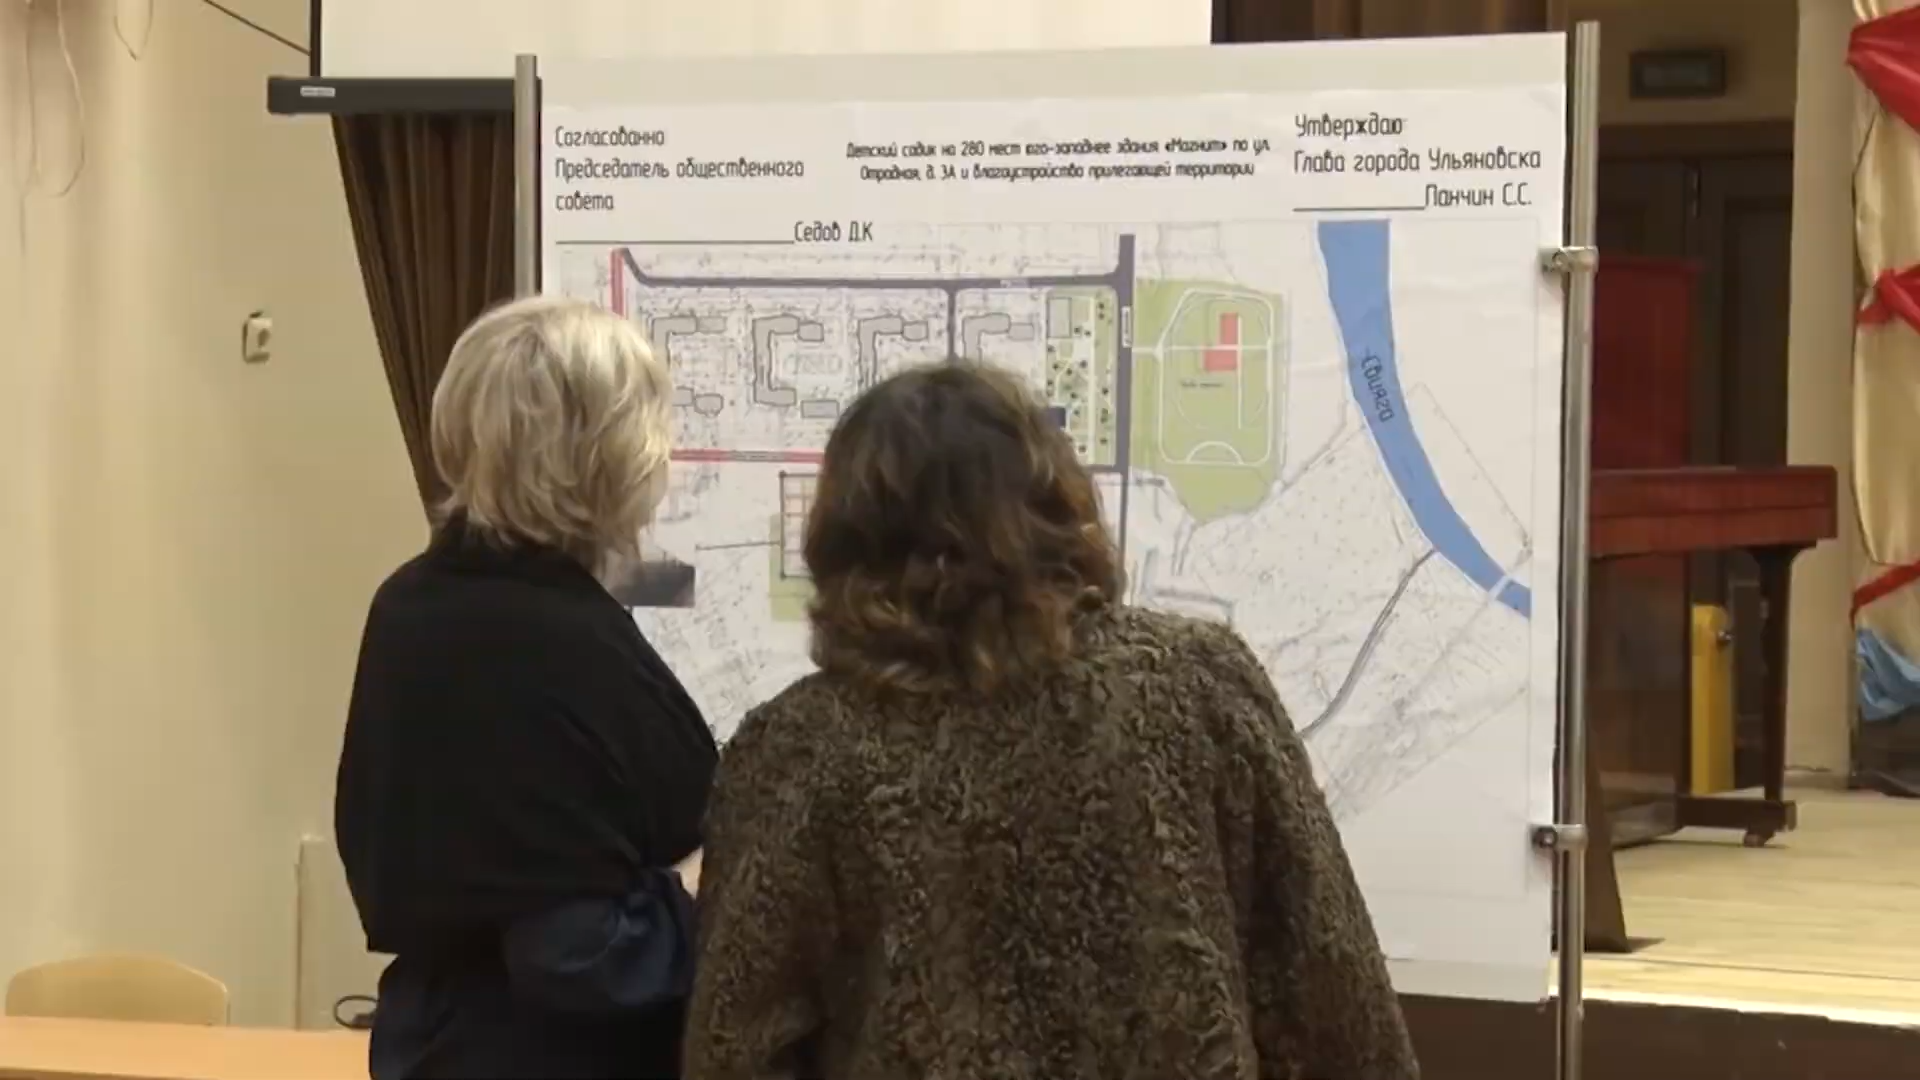 Согласованно
Председатель общественного
совета
Седов Д.К
Детский садик на 280 мест юго-западнее здания «Магнит» по ул.
Отрадная, д. 3А и благоустройство прилегающей территории
Утверждаю:
Глава города Ульяновска
Панчин С.С.
Свияга